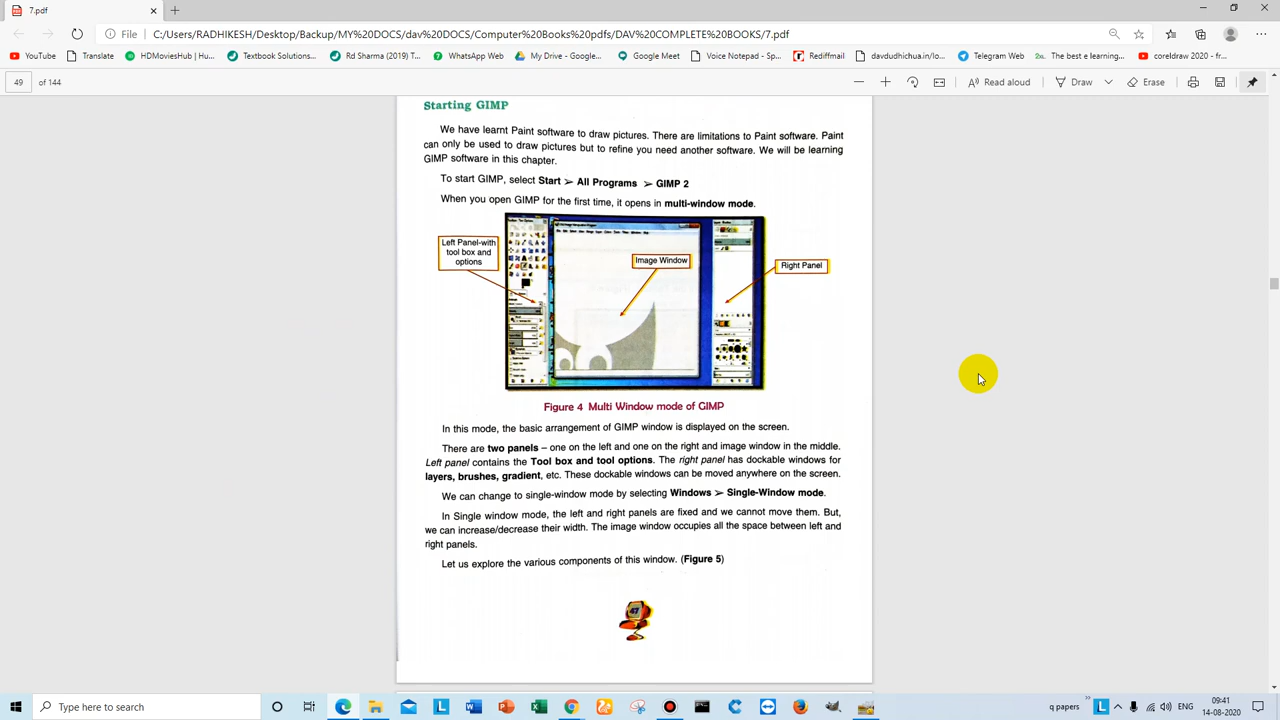 7.pdf
File C:/Users/RADHIKESH/Desktop/Backup/MY%20DOCS/dav%20DOCS/Computer%20Books%20pdfs/DAV%20COMPLETE%20BOOKS/7.pdf
YouTube Translate HDMoviesHub | Hu... Textbook Solutions... Rd Sharma (2019) T... WhatsApp Web My Drive - Google... Google Meet Voice Notepad - Sp... Rediffmail davdudhichua.in/lo... Telegram Web The best e learning... coreldraw 2020 - fr...
49 of 144 Read aloud Draw Erase
Starting GIMP
We have learnt Paint software to draw pictures. There are limitations to Paint software. Paint
can only be used to draw pictures but to refine you need another software. We will be learning
GIMP software in this chapter.
To start GIMP, select Start ➢ All Programs ➢ GIMP 2
When you open GIMP for the first time, it opens in multi-window mode.
Left Panel-with
tool box and
options
Image Window
Right Panel
Figure 4 Multi Window mode of GIMP
In this mode, the basic arrangement of GIMP window is displayed on the screen.
There are two panels – one on the left and one on the right and image window in the middle.
Left panel contains the Tool box and tool options. The right panel has dockable windows for
layers, brushes, gradient, etc. These dockable windows can be moved anywhere on the screen.
We can change to single-window mode by selecting Windows ➢ Single-Window mode.
In Single window mode, the left and right panels are fixed and we cannot move them. But,
we can increase/decrease their width. The image window occupies all the space between left and
right panels.
Let us explore the various components of this window. (Figure 5)
47
Type here to search
q papers
ENG
09:41
14-08-2020